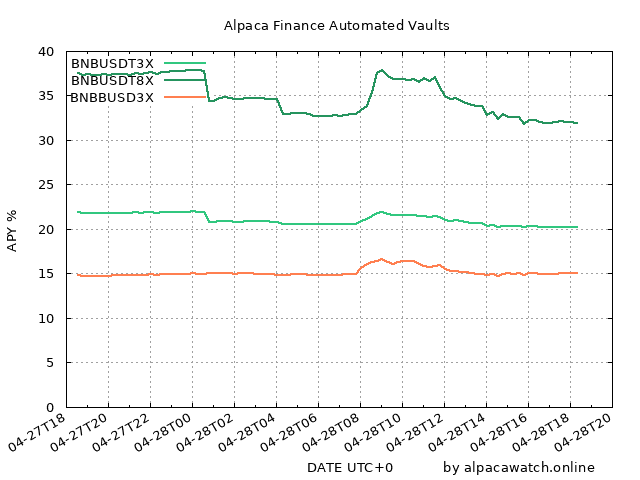 Alpaca Finance Automated Vaults
APY %
40
35
30
25
20
15
10
5
0
BNBUSDT3X
BNBUSDT8X
BNBBUSD3X
04-27T18
04-27T20
04-27T22
04-28T00
04-28T02
04-28T04
04-28T06
04-28T08
04-28T10
04-28T12
04-28T14
04-28T16
04-28T18
04-28T20
DATE UTC+0
by alpacawatch.online